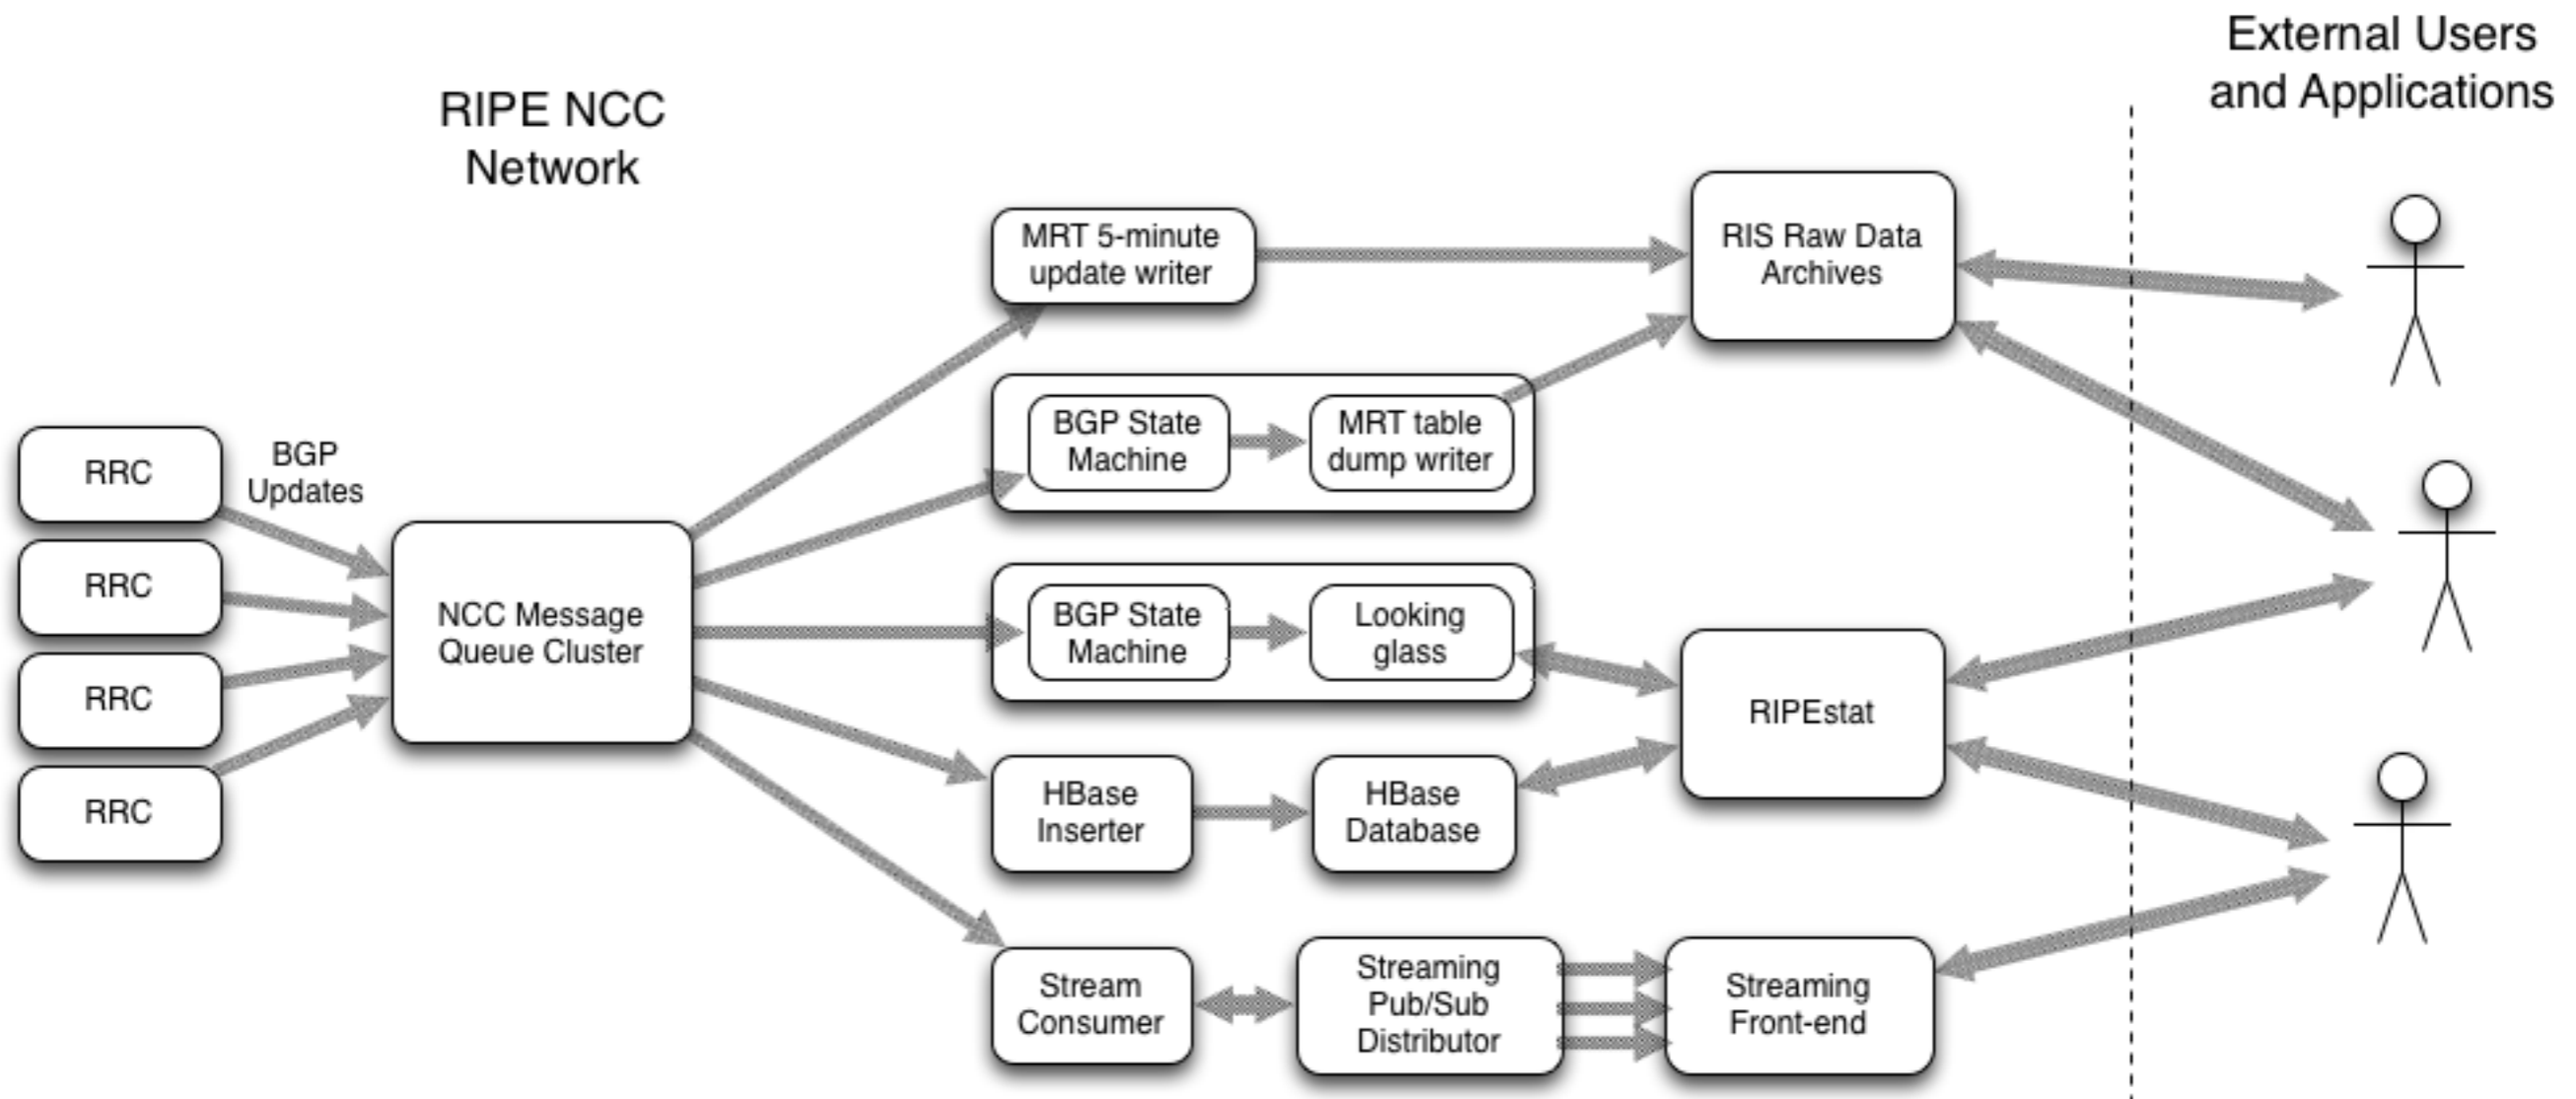 External Users
and Applications
RIPE NCC
Network
MRT 5-minute
update writer
RIS Raw Data
Archives
BGP State
Machine
MRT table
dump writer
RRC
BGP
Updates
RRC
RRC
RRC
NCC Message
Queue Cluster
BGP State
Machine
Looking
glass
RIPEstat
HBase
Inserter
HBase
Database
Stream
Consumer
Streaming
Pub/Sub
Distributor
Streaming
Front-end